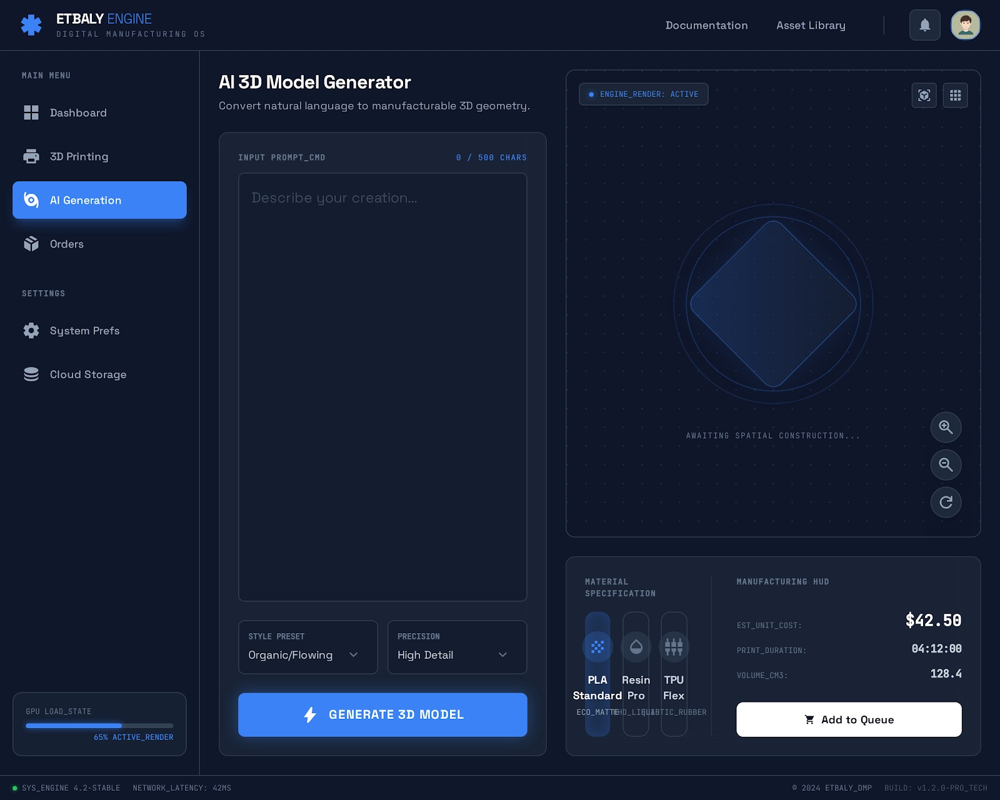 ETBALY ENGINE
DIGITAL MANUFACTURING OS
Documentation
Asset Library
MAIN MENU
Dashboard
3D Printing
AI Generation
Orders
SETTINGS
System Prefs
Cloud Storage
GPU LOAD_STATE
65% ACTIVE_RENDER
AI 3D Model Generator
Convert natural language to manufacturable 3D geometry.
INPUT PROMPT_CMD
0 / 500 CHARS
Describe your creation...
STYLE PRESET
Organic/Flowing
PRECISION
High Detail
GENERATE 3D MODEL
ENGINE_RENDER: ACTIVE
AWAITING SPATIAL CONSTRUCTION...
MATERIAL
SPECIFICATION
PLA
Standard
ECO_MATTE
Resin
Pro
TPU
Flex
MANUFACTURING HUD
EST_UNIT_COST:
$42.50
PRINT_DURATION:
04:12:00
VOLUME_CM3:
128.4
Add to Queue
SYS_ENGINE 4.2-STABLE
NETWORK_LATENCY: 42MS
© 2024 ETBALY_DMP
BUILD: v1.2.0-PRO_TECH